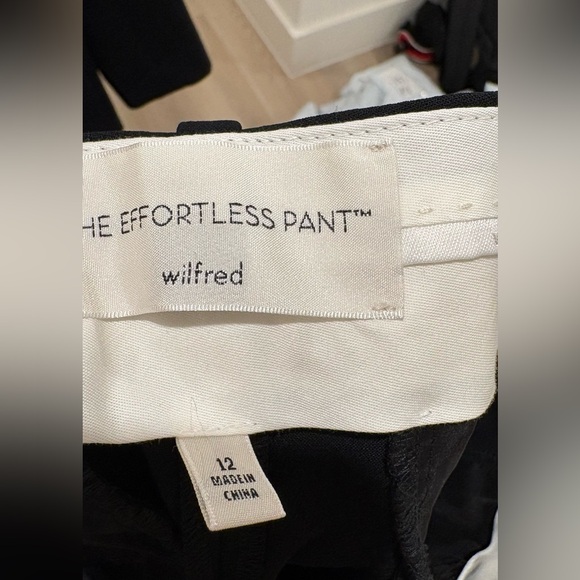 HE EFFORTLESS PANT™
wilfred
12
MADE IN
CHINA